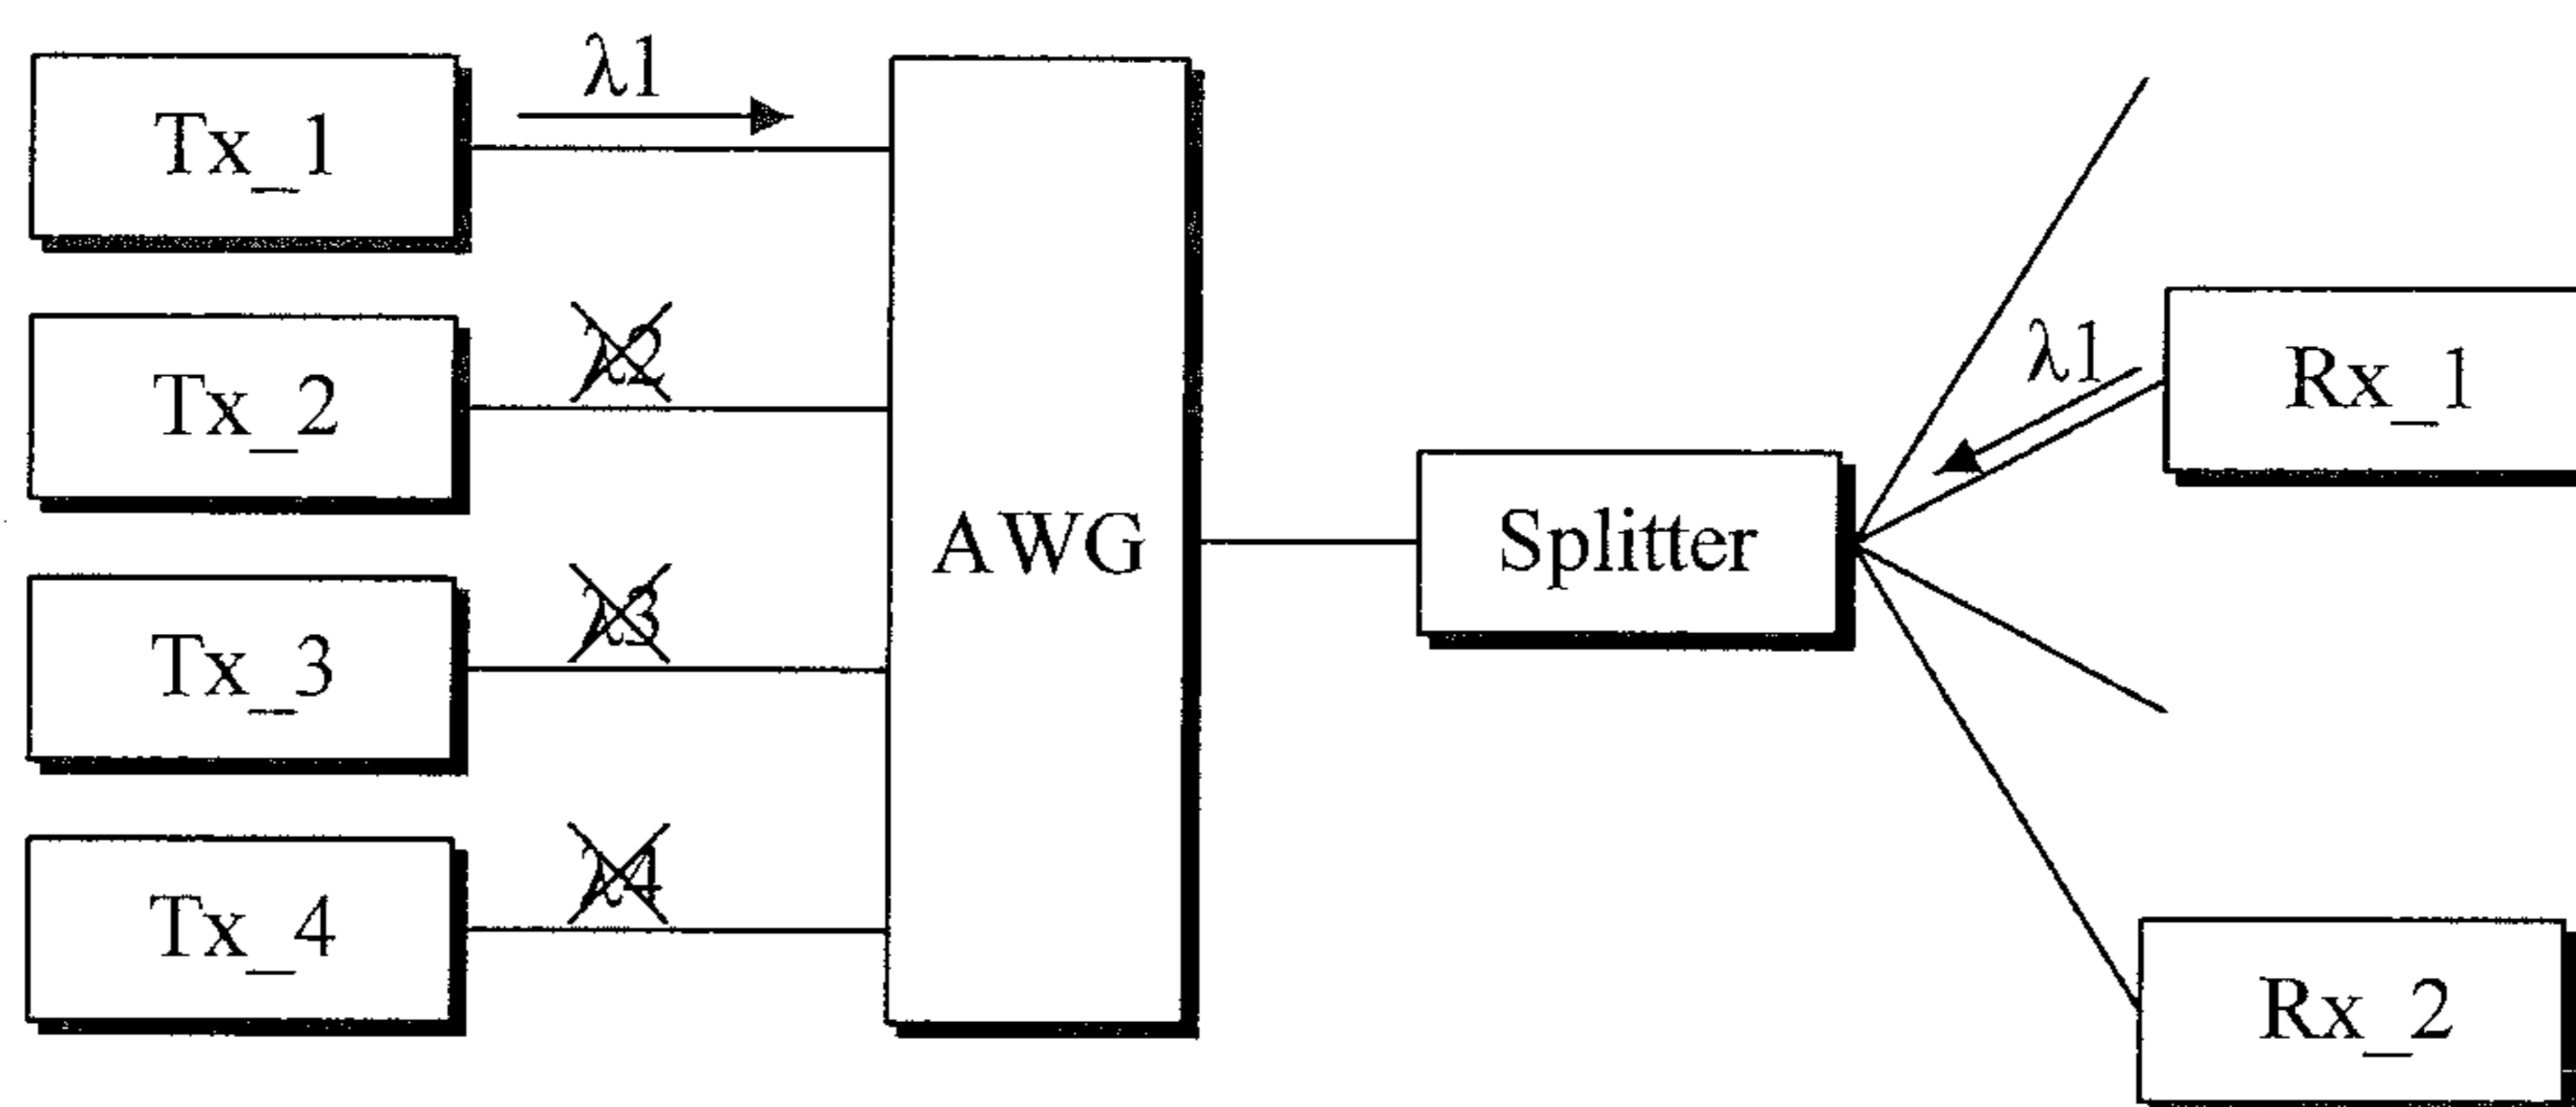 λ1
Tx_1
λ2
Tx_2
λ3
Tx_3
λ4
Tx_4
AWG
Splitter
λ1
Rx_1
Rx_2